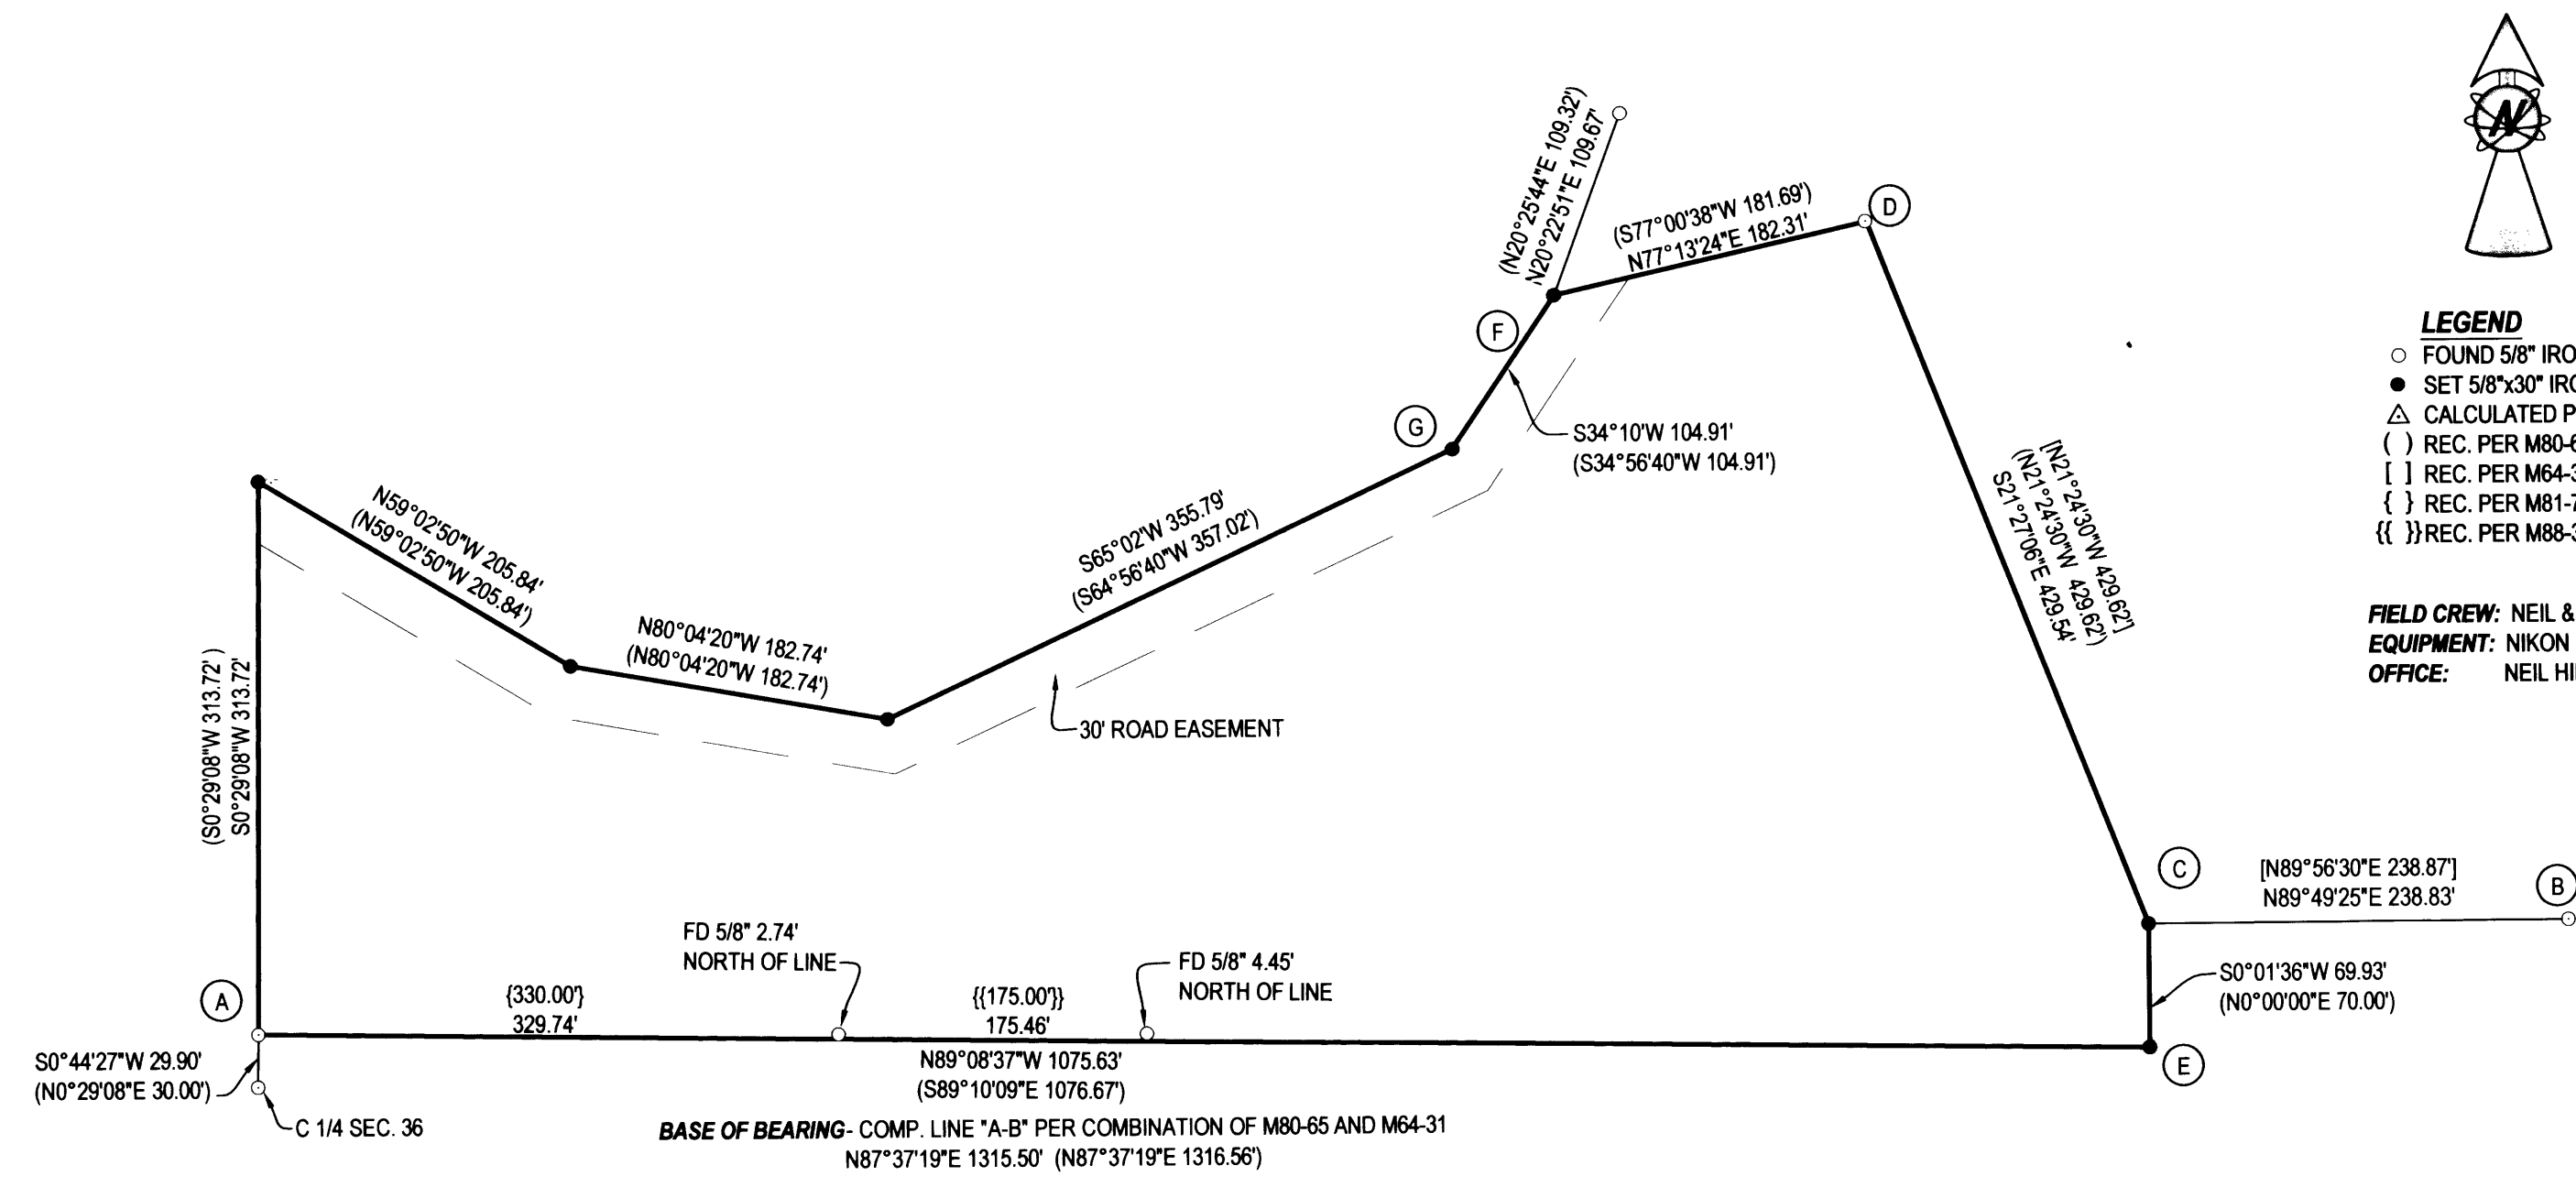 N
(N20°25'44"E 109.32')
N20°22'51"E 109.67'
(S77°00'38"W 181.69')
N77°13'24"E 182.31'
D
F
G
S34°10'W 104.91'
(S34°56'40"W 104.91')
LEGEND
FOUND 5/8" IRO
SET 5/8"x30" IRO
CALCULATED P
( ) REC. PER M80-6
[ ] REC. PER M64-3
{ } REC. PER M81-7
{{ }} REC. PER M88-3
FIELD CREW: NEIL &
EQUIPMENT: NIKON
OFFICE: NEIL HI
[N21°24'30"W 429.62']
(N21°24'30"W 429.62')
S21°27'06"E 429.54'
N59°02'50"W 205.84'
(N59°02'50"W 205.84')
S65°02'W 355.79'
(S64°56'40"W 357.02')
N80°04'20"W 182.74'
(N80°04'20"W 182.74')
30' ROAD EASEMENT
(S0°29'08"W 313.72' )
S0°29'08"W 313.72'
C
[N89°56'30"E 238.87']
N89°49'25"E 238.83'
B
FD 5/8" 2.74'
NORTH OF LINE
FD 5/8" 4.45'
NORTH OF LINE
S0°01'36"W 69.93'
(N0°00'00"E 70.00')
A
{330.00'}
329.74'
{{175.00'}}
175.46'
E
S0°44'27"W 29.90'
(N0°29'08"E 30.00')
N89°08'37"W 1075.63'
(S89°10'09"E 1076.67')
C 1/4 SEC. 36
BASE OF BEARING- COMP. LINE "A-B" PER COMBINATION OF M80-65 AND M64-31
N87°37'19"E 1315.50' (N87°37'19"E 1316.56')